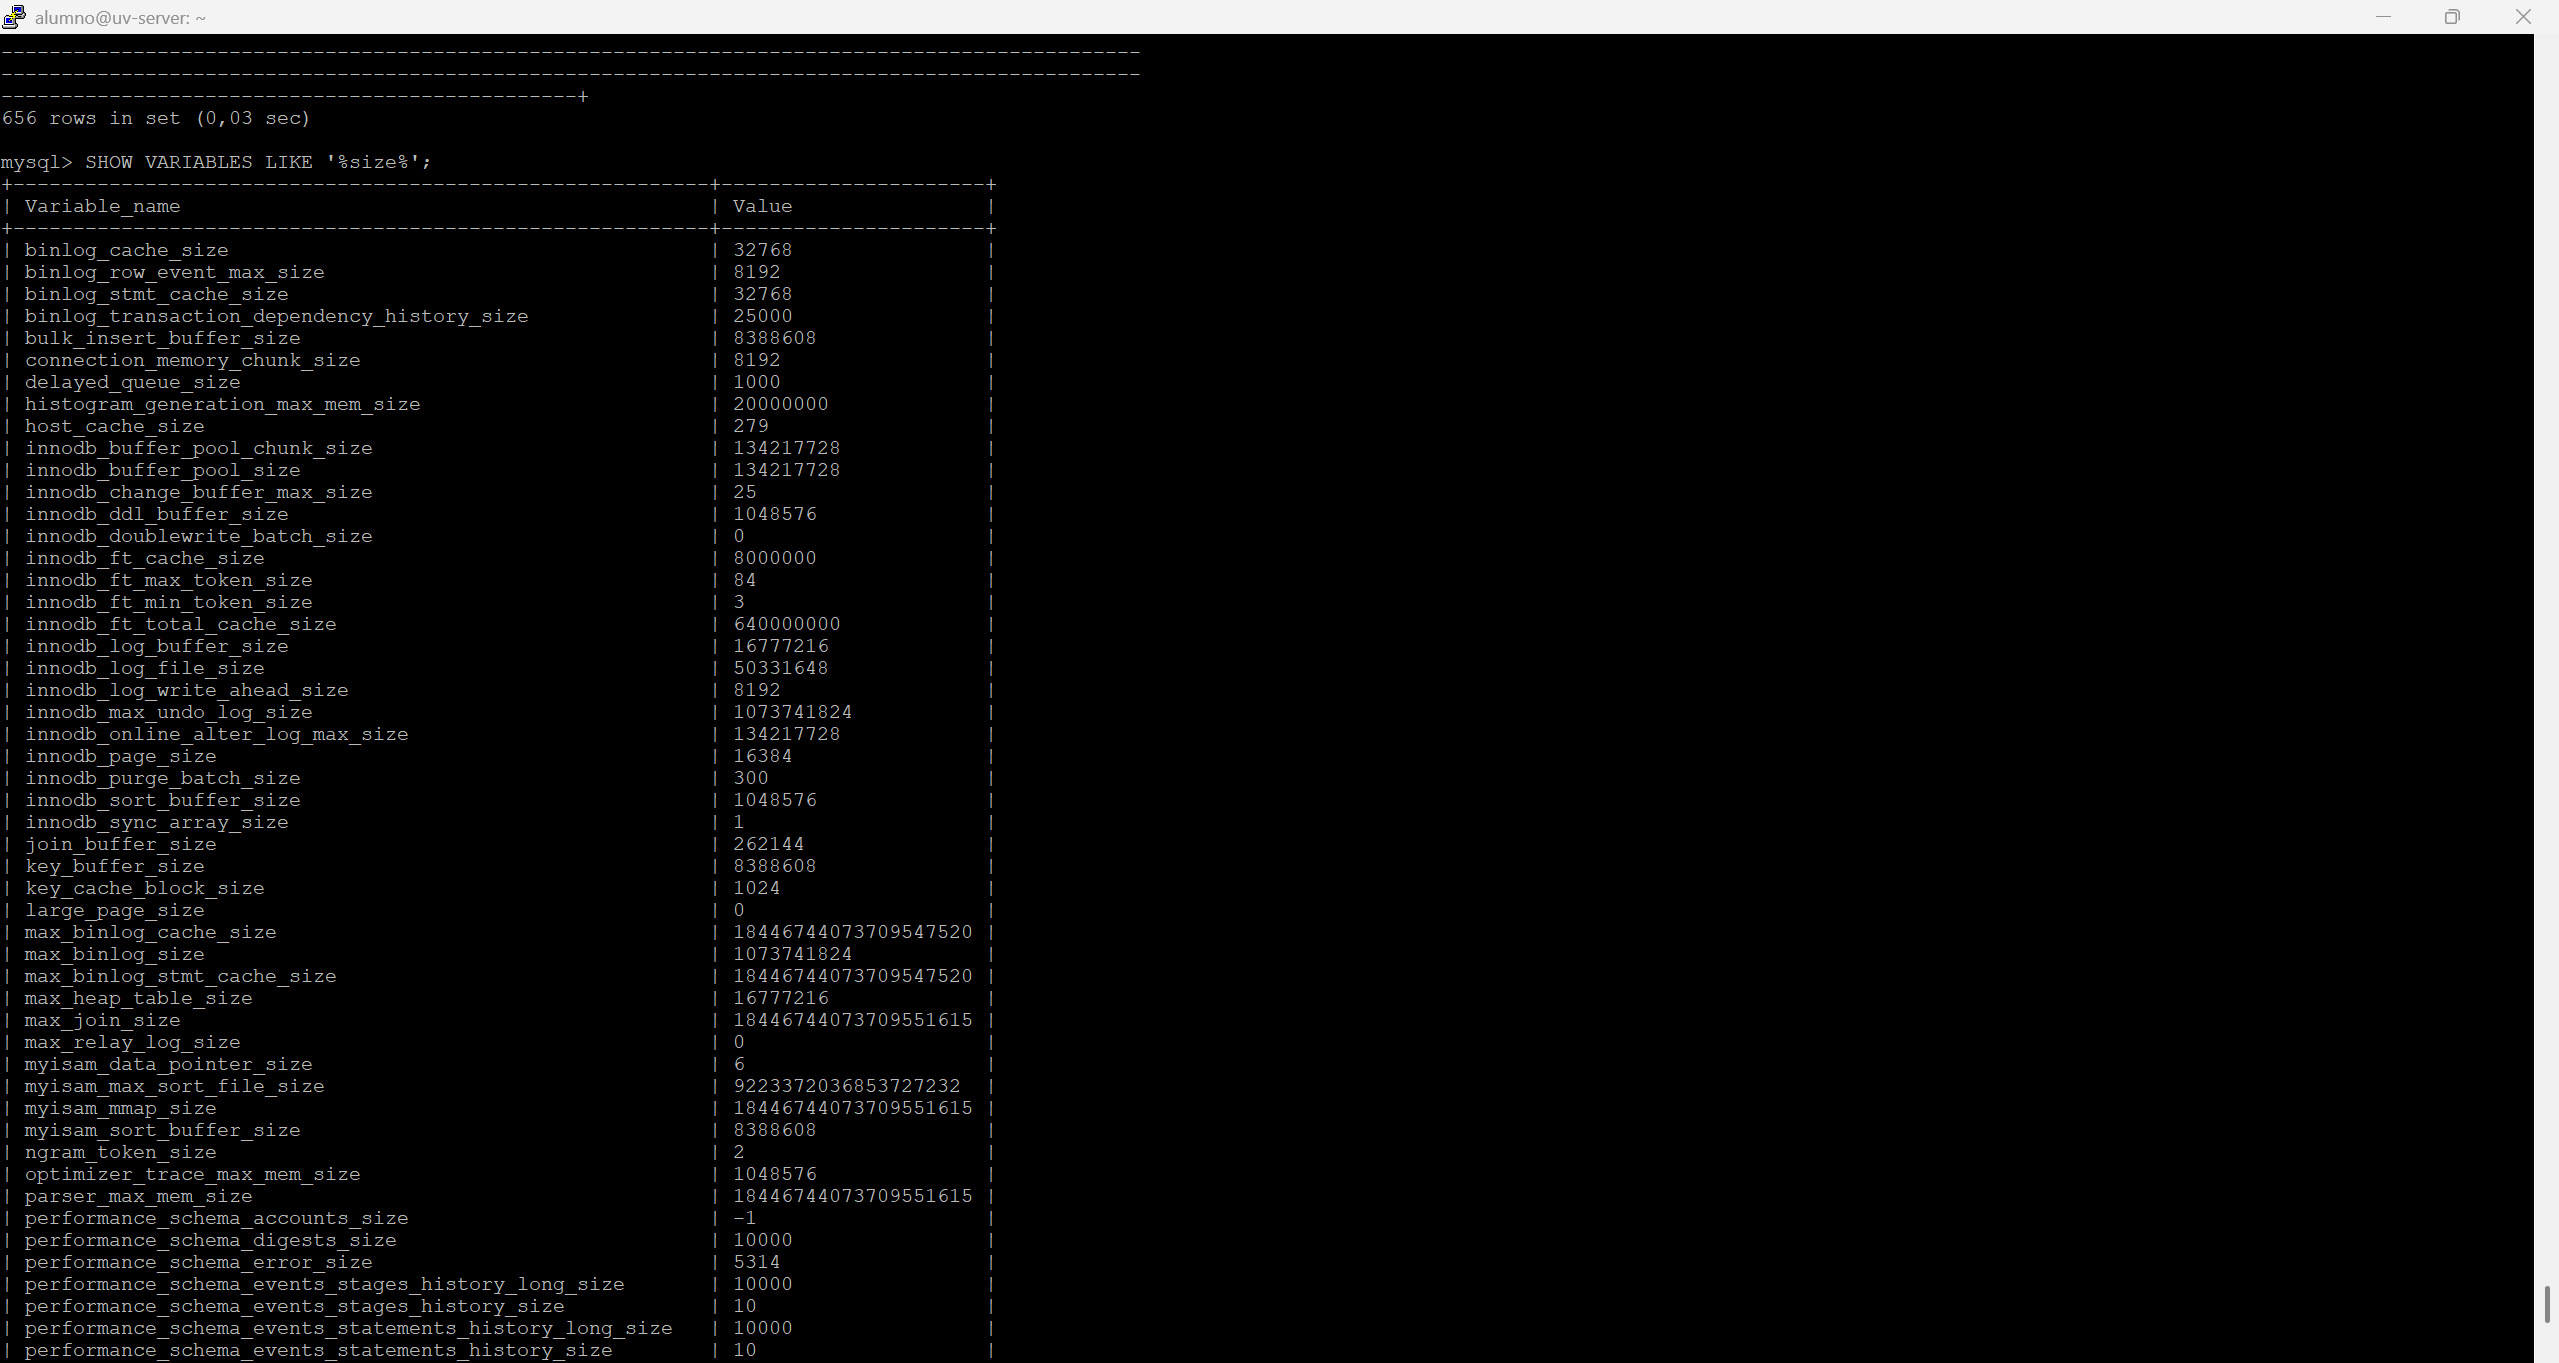 alumno@uv-server: ~
-----------------------------------------------------------------------------------------------
-----------------------------------------------------------------------------------------------
------------------------------------------------+
656 rows in set (0,03 sec)
mysql> SHOW VARIABLES LIKE '%size%';
+----------------------------------------------------------+----------------------+
| Variable_name                                            | Value                |
+----------------------------------------------------------+----------------------+
| binlog_cache_size                                        | 32768                |
| binlog_row_event_max_size                                | 8192                 |
| binlog_stmt_cache_size                                   | 32768                |
| binlog_transaction_dependency_history_size               | 25000                |
| bulk_insert_buffer_size                                  | 8388608              |
| connection_memory_chunk_size                             | 8192                 |
| delayed_queue_size                                       | 1000                 |
| histogram_generation_max_mem_size                        | 20000000             |
| host_cache_size                                          | 279                  |
| innodb_buffer_pool_chunk_size                            | 134217728            |
| innodb_buffer_pool_size                                  | 134217728            |
| innodb_change_buffer_max_size                            | 25                   |
| innodb_ddl_buffer_size                                   | 1048576              |
| innodb_doublewrite_batch_size                            | 0                    |
| innodb_ft_cache_size                                     | 8000000              |
| innodb_ft_max_token_size                                 | 84                   |
| innodb_ft_min_token_size                                 | 3                    |
| innodb_ft_total_cache_size                               | 640000000            |
| innodb_log_buffer_size                                   | 16777216             |
| innodb_log_file_size                                     | 50331648             |
| innodb_log_write_ahead_size                              | 8192                 |
| innodb_max_undo_log_size                                 | 1073741824           |
| innodb_online_alter_log_max_size                         | 134217728            |
| innodb_page_size                                         | 16384                |
| innodb_purge_batch_size                                  | 300                  |
| innodb_sort_buffer_size                                  | 1048576              |
| innodb_sync_array_size                                   | 1                    |
| join_buffer_size                                         | 262144               |
| key_buffer_size                                          | 8388608              |
| key_cache_block_size                                     | 1024                 |
| large_page_size                                          | 0                    |
| max_binlog_cache_size                                    | 18446744073709547520 |
| max_binlog_size                                          | 1073741824           |
| max_binlog_stmt_cache_size                               | 18446744073709547520 |
| max_heap_table_size                                      | 16777216             |
| max_join_size                                            | 18446744073709551615 |
| max_relay_log_size                                       | 0                    |
| myisam_data_pointer_size                                 | 6                    |
| myisam_max_sort_file_size                                | 9223372036853727232  |
| myisam_mmap_size                                         | 18446744073709551615 |
| myisam_sort_buffer_size                                  | 8388608              |
| ngram_token_size                                         | 2                    |
| optimizer_trace_max_mem_size                             | 1048576              |
| parser_max_mem_size                                      | 18446744073709551615 |
| performance_schema_accounts_size                         | -1                   |
| performance_schema_digests_size                          | 10000                |
| performance_schema_error_size                            | 5314                 |
| performance_schema_events_stages_history_long_size       | 10000                |
| performance_schema_events_stages_history_size            | 10                   |
| performance_schema_events_statements_history_long_size   | 10000                |
| performance_schema_events_statements_history_size        | 10                   |